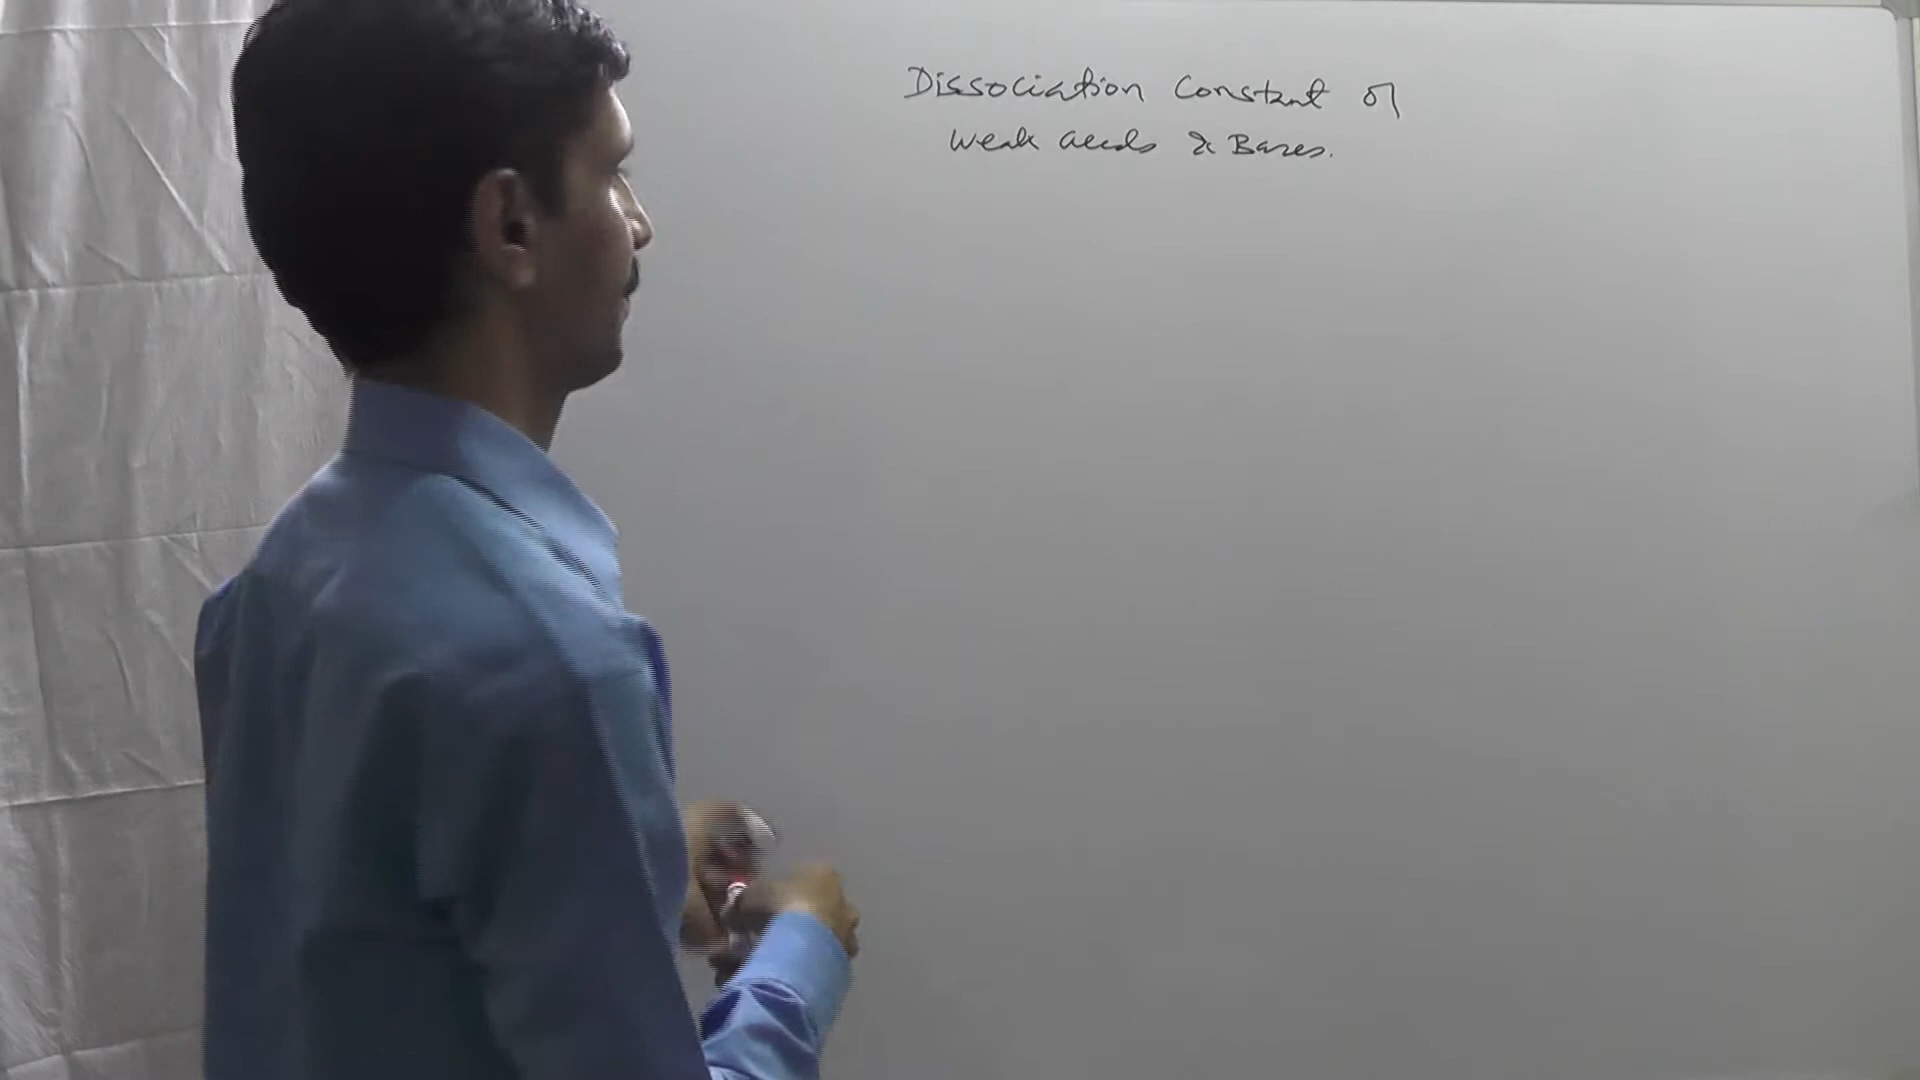 Dissociation Constant of
Weak acids & Bases.